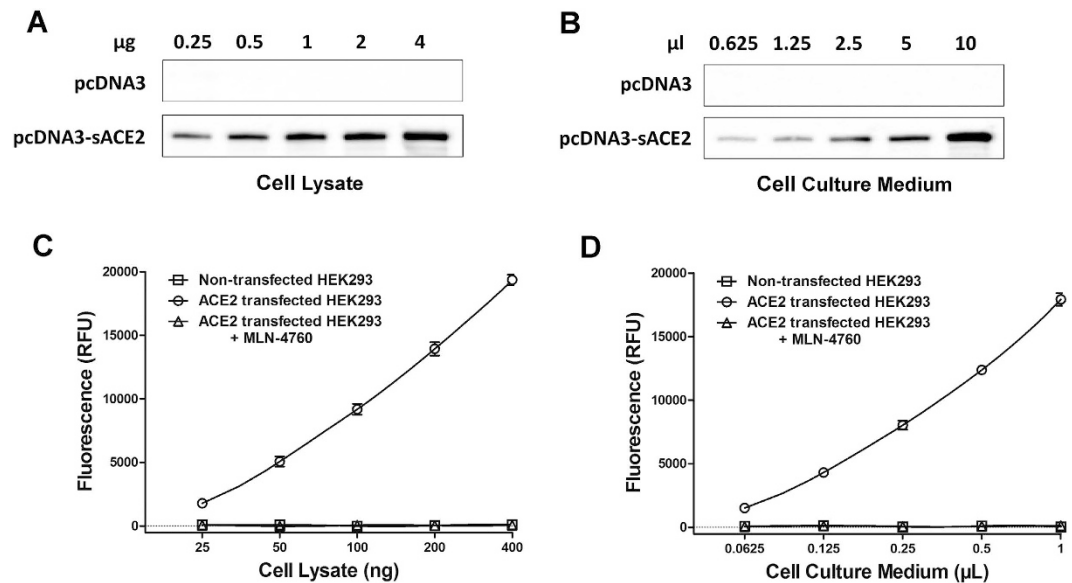 A
μg 0.25 0.5 1 2 4
pcDNA3
pcDNA3-sACE2
Cell Lysate
B
μl 0.625 1.25 2.5 5 10
pcDNA3
pcDNA3-sACE2
Cell Culture Medium
C
Non-transfected HEK293
ACE2 transfected HEK293
ACE2 transfected HEK293
+ MLN-4760
Fluorescence (RFU)
20000
15000
10000
5000
0
25 50 100 200 400
Cell Lysate (ng)
D
Non-transfected HEK293
ACE2 transfected HEK293
ACE2 transfected HEK293
+ MLN-4760
Fluorescence (RFU)
20000
15000
10000
5000
0
0.0625 0.125 0.25 0.5 1
Cell Culture Medium (μL)